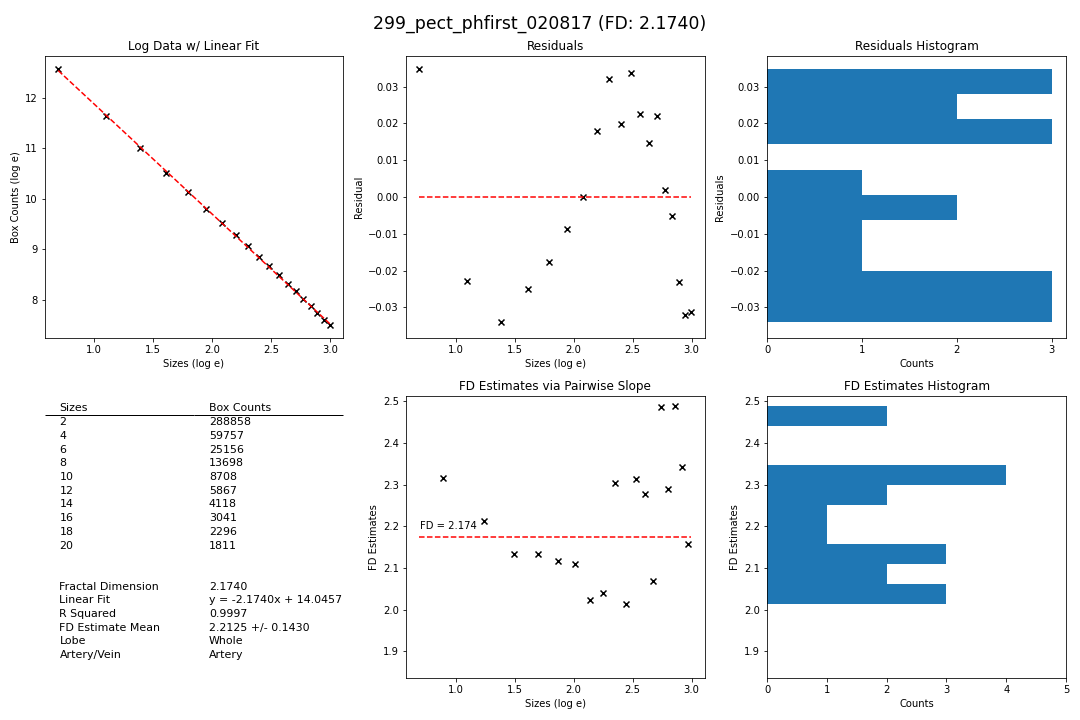 299_pect_phfirst_020817 (FD: 2.1740)
Log Data w/ Linear Fit
12
11
10
9
8
Box Counts (log e)
1.0 1.5 2.0 2.5 3.0
Sizes (log e)
Residuals
0.03
0.02
0.01
0.00
−0.01
−0.02
−0.03
Residual
1.0 1.5 2.0 2.5 3.0
Sizes (log e)
Residuals Histogram
0.03
0.02
0.01
0.00
−0.01
−0.02
−0.03
Residuals
0 1 2 3
Counts
Sizes Box Counts
2 288858
4 59757
6 25156
8 13698
10 8708
12 5867
14 4118
16 3041
18 2296
20 1811
Fractal Dimension 2.1740
Linear Fit y = -2.1740x + 14.0457
R Squared 0.9997
FD Estimate Mean 2.2125 +/- 0.1430
Lobe Whole
Artery/Vein Artery
FD Estimates via Pairwise Slope
2.5
2.4
2.3
2.2
2.1
2.0
1.9
FD Estimates
FD = 2.174
1.0 1.5 2.0 2.5 3.0
Sizes (log e)
FD Estimates Histogram
2.5
2.4
2.3
2.2
2.1
2.0
1.9
FD Estimates
0 1 2 3 4 5
Counts